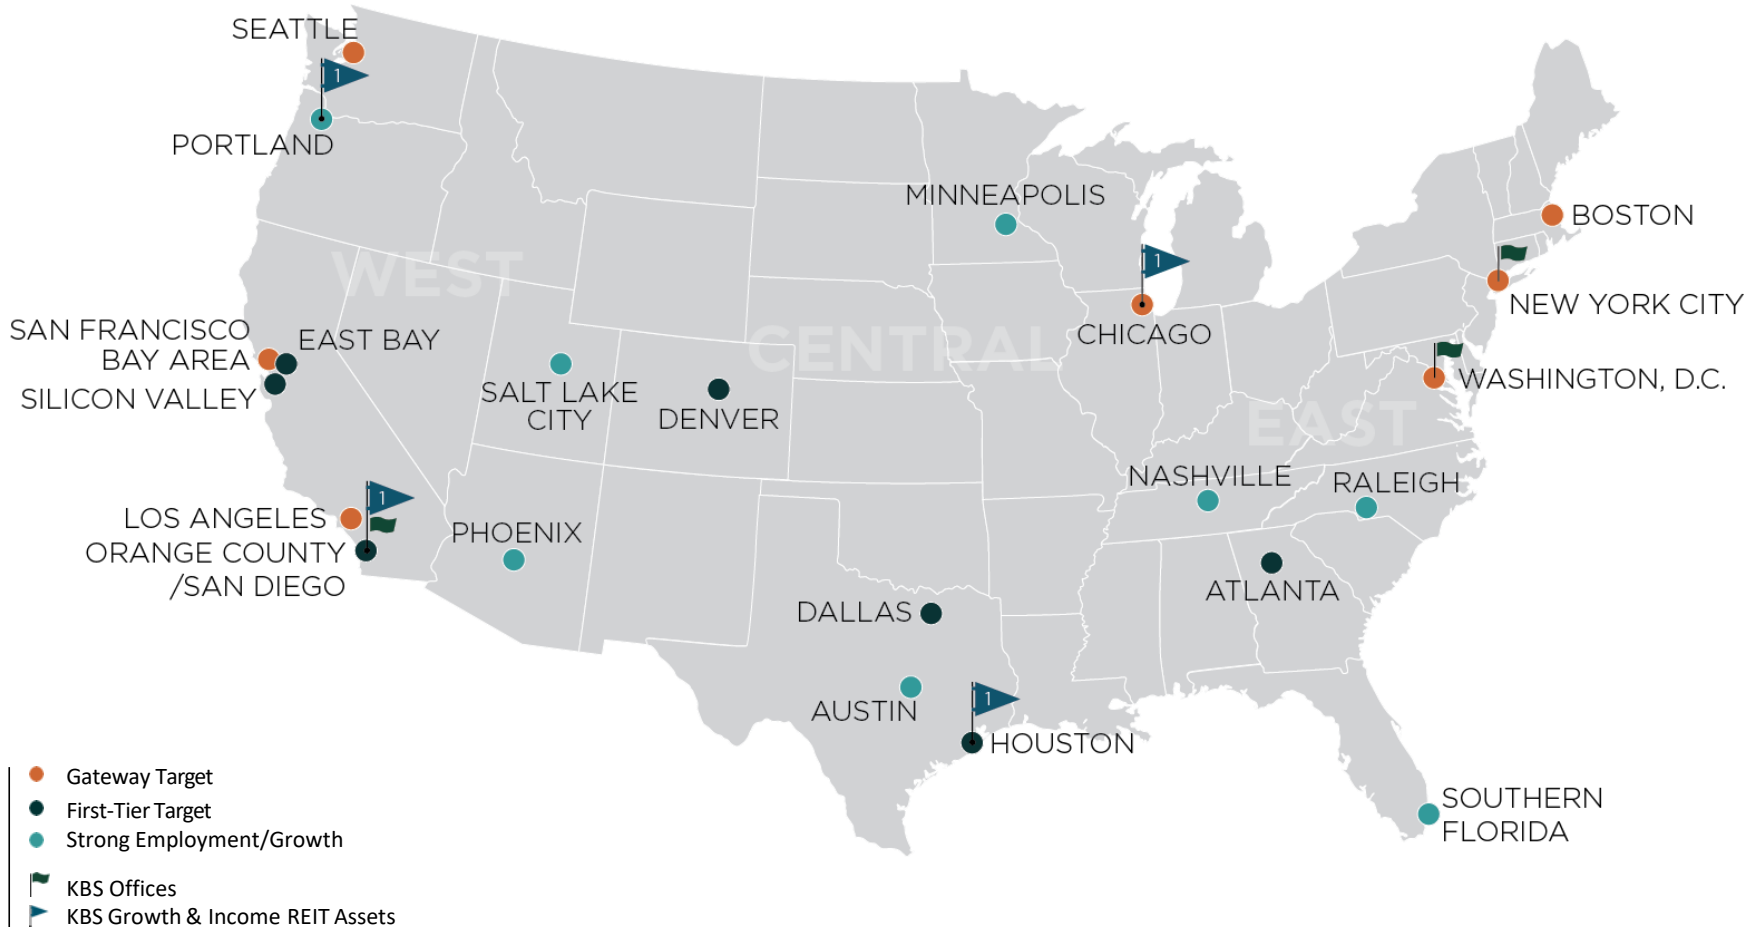 SEATTLE
1
PORTLAND
MINNEAPOLIS
BOSTON
WEST
1
NEW YORK CITY
SAN FRANCISCO
BAY AREA
EAST BAY
SILICON VALLEY
CENTRAL
CHICAGO
SALT LAKE
CITY
DENVER
WASHINGTON, D.C.
EAST
NASHVILLE
RALEIGH
1
LOS ANGELES
ORANGE COUNTY
/SAN DIEGO
PHOENIX
ATLANTA
DALLAS
AUSTIN
1
HOUSTON
SOUTHERN
FLORIDA
Gateway Target
First-Tier Target
Strong Employment/Growth
KBS Offices
KBS Growth & Income REIT Assets